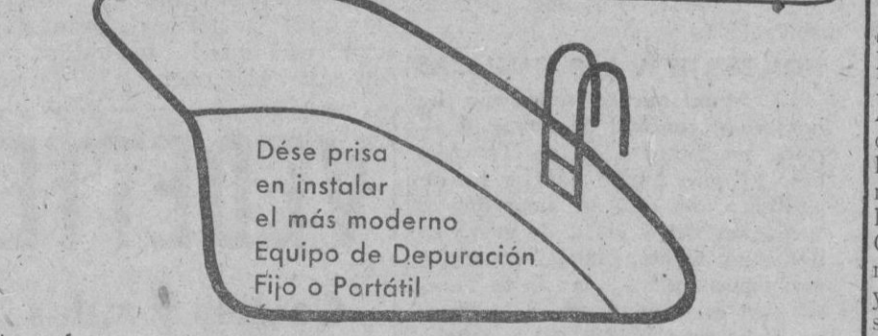 Dése prisa
en instalar
el más moderno
Equipo de Depuración
Fijo o Portátil